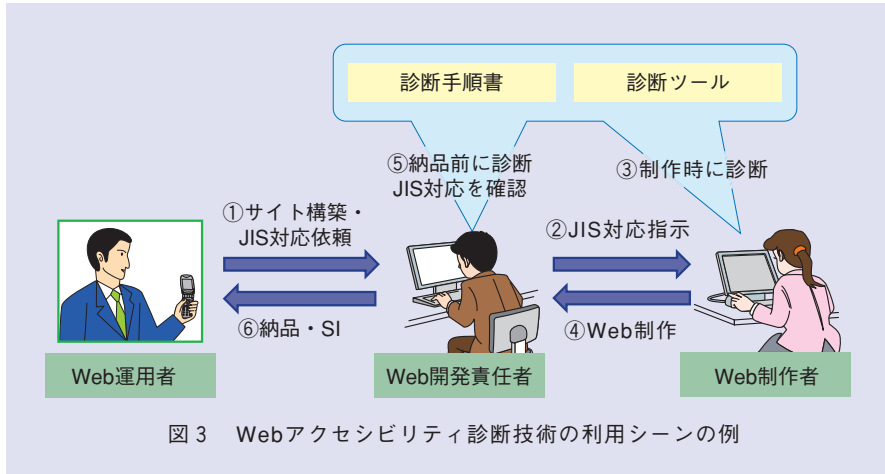 診断手順書
診断ツール
⑤納品前に診断
JIS対応を確認
③制作時に診断
①サイト構築・
JIS対応依頼
②JIS対応指示
⑥納品・SI
④Web制作
Web運用者
Web開発責任者
Web制作者
図3 Webアクセシビリティ診断技術の利用シーンの例